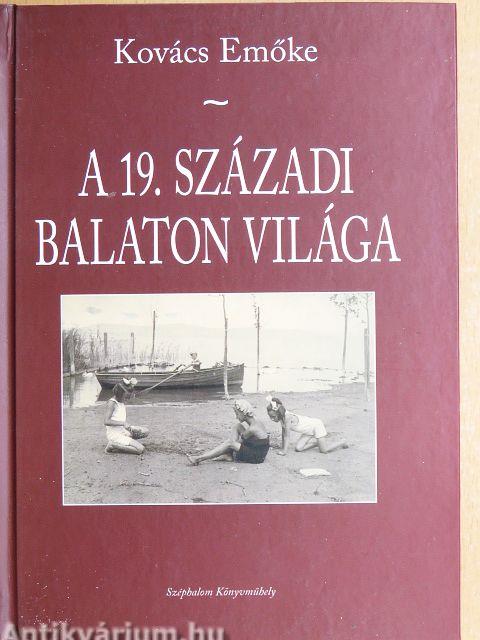 Kovács Emőke
~
A 19. SZÁZADI
BALATON VILÁGA
Széphalom Könyvműhely
Antikvárium.hu